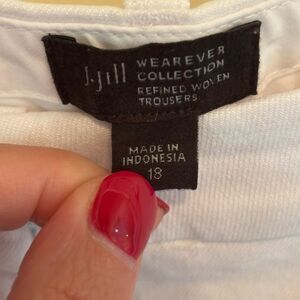 J.Jill WEAREVER
COLLECTION
REFINED WOVEN
TROUSERS
MADE IN
INDONESIA
18